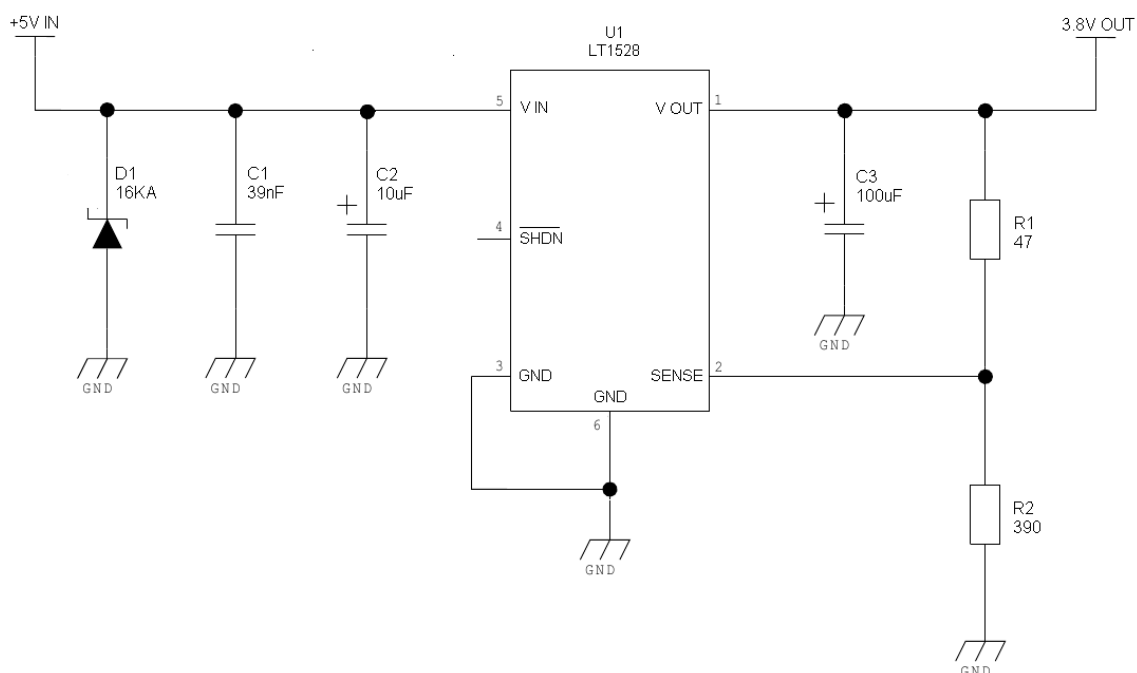 +5V IN
3.8V OUT
U1
LT1528
5
V IN
V OUT
1
D1
16KA
C1
39nF
C2
10uF
+
C3
100uF
+
4
SHDN
R1
47
3
GND
SENSE
2
GND
6
GND
GND
GND
GND
GND
R2
390
GND